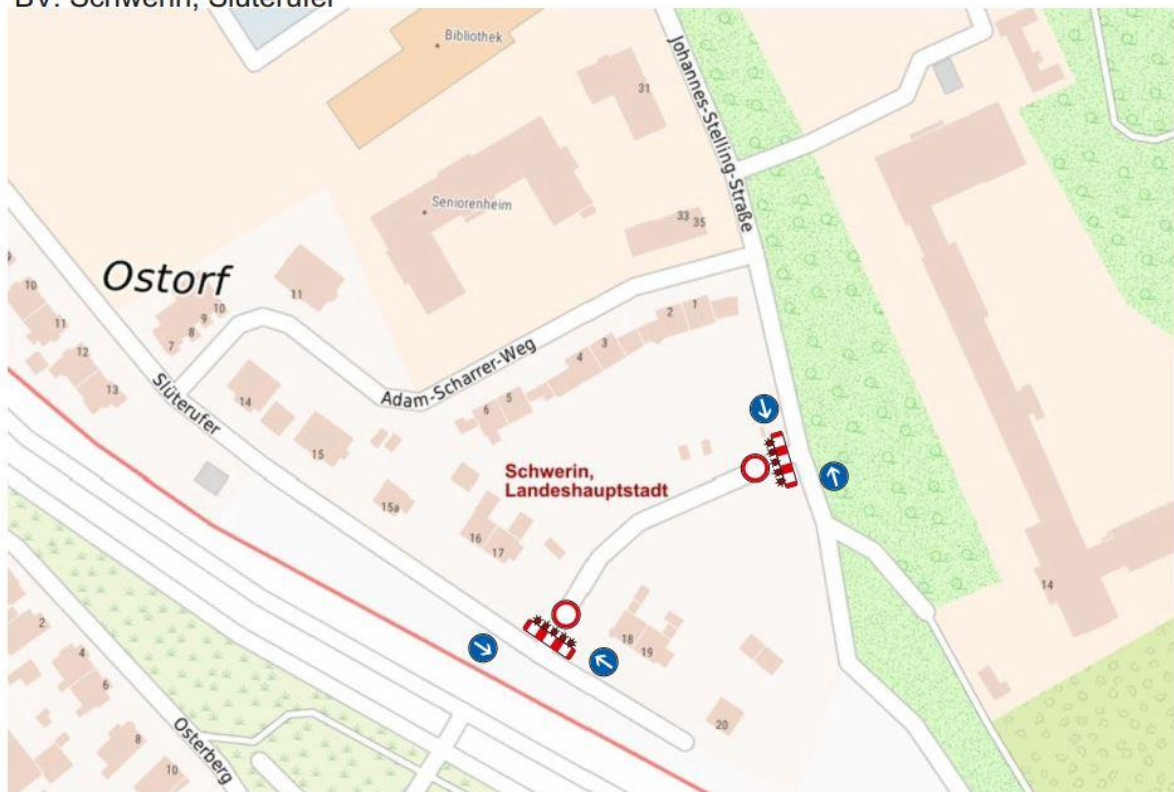 BV: Schwerin, Slüterufer
Bibliothek
31
Johannes-Stelling-Straße
Seniorenheim
33 35
Ostorf
10
11
12
13
7
8
9
10
11
1
2
3
4
5
6
Adam-Scharrer-Weg
Slüterufer
14
15
15a
16
17
Schwerin,
Landeshauptstadt
18
19
20
14
2
4
6
8
10
Osterberg